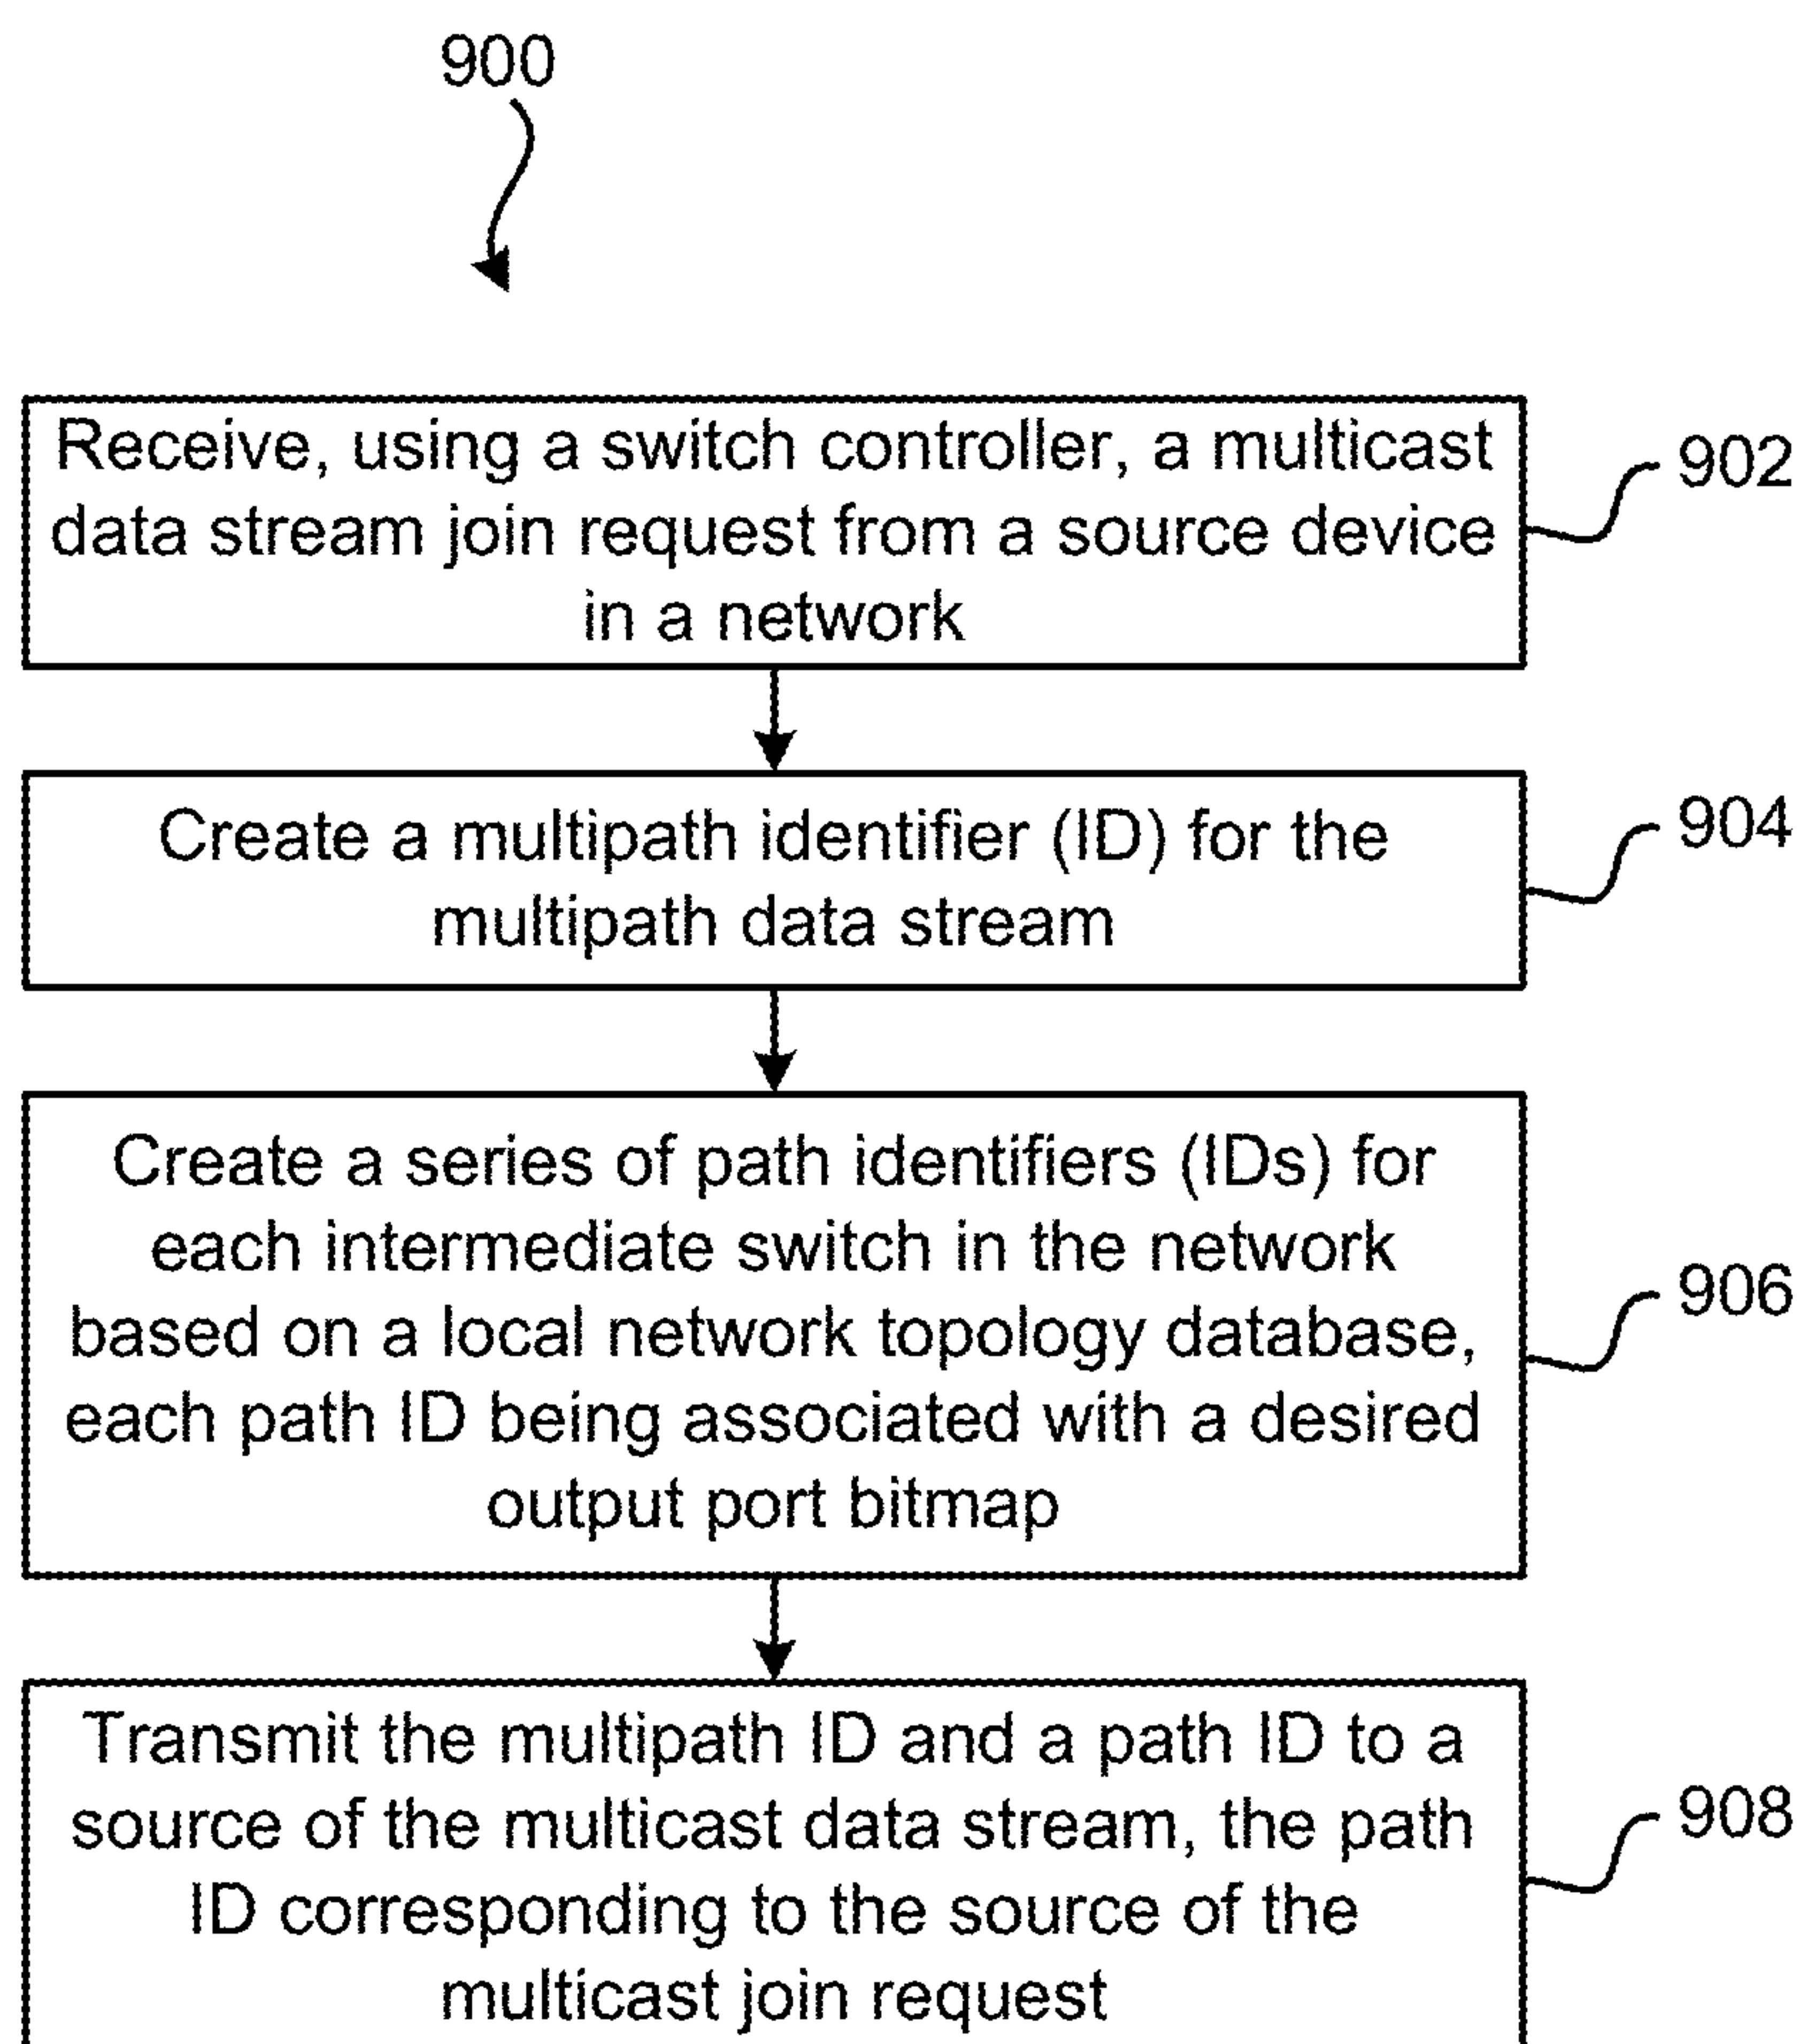 900
Receive, using a switch controller, a multicast
data stream join request from a source device
in a network
902
Create a multipath identifier (ID) for the
multipath data stream
904
Create a series of path identifiers (IDs) for
each intermediate switch in the network
based on a local network topology database,
each path ID being associated with a desired
output port bitmap
906
Transmit the multipath ID and a path ID to a
source of the multicast data stream, the path
ID corresponding to the source of the
multicast join request
908